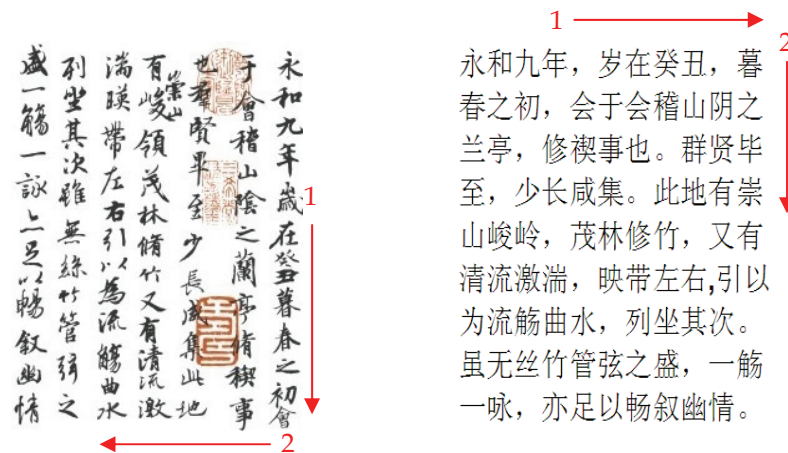 永和九年歲在癸丑暮春之初會
于會稽山陰之蘭亭脩稧事
也羣賢畢至少長咸集此地
有崇山峻領茂林脩竹又有清流激
湍暎帶左右引以為流觴曲水
列坐其次雖無絲竹管弦之
盛一觴一詠亦足以暢叙幽情
1
2
1
2
永和九年，岁在癸丑，暮
春之初，会于会稽山阴之
兰亭，修禊事也。群贤毕
至，少长咸集。此地有崇
山峻岭，茂林修竹，又有
清流激湍，映带左右,引以
为流觞曲水，列坐其次。
虽无丝竹管弦之盛，一觞
一咏，亦足以畅叙幽情。